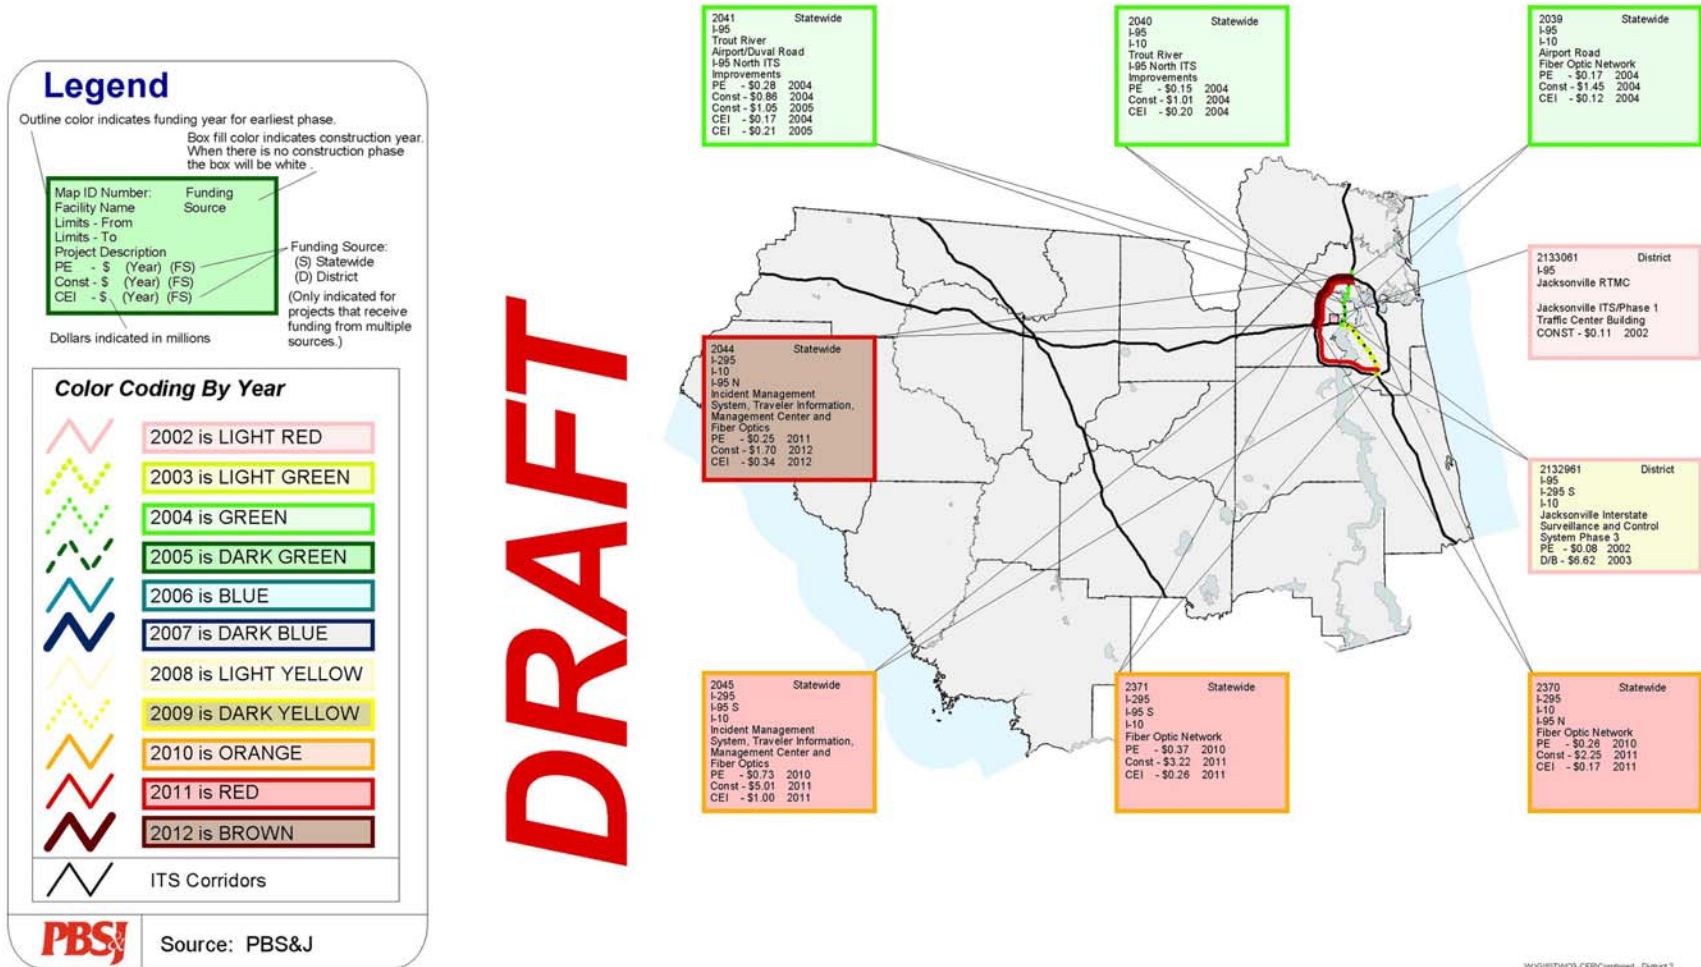 Legend
Outline color indicates funding year for earliest phase.
Box fill color indicates construction year.
When there is no construction phase
the box will be white .
Map ID Number: Funding
Facility Name Source
Limits - From
Limits - To
Project Description
PE - $ (Year) (FS)
Const - $ (Year) (FS)
CEI - $ (Year) (FS)
Funding Source:
(S) Statewide
(D) District
(Only indicated for
projects that receive
funding from multiple
sources.)
Dollars indicated in millions
Color Coding By Year
2002 is LIGHT RED
2003 is LIGHT GREEN
2004 is GREEN
2005 is DARK GREEN
2006 is BLUE
2007 is DARK BLUE
2008 is LIGHT YELLOW
2009 is DARK YELLOW
2010 is ORANGE
2011 is RED
2012 is BROWN
ITS Corridors
PBS&J
Source: PBS&J
DRAFT
2041 Statewide
I-95
Trout River
Airport/Duval Road
I-95 North ITS
Improvements
PE - $0.28 2004
Const - $0.86 2004
Const - $1.05 2005
CEI - $0.17 2004
CEI - $0.21 2005
2040 Statewide
I-95
I-10
Trout River
I-95 North ITS
Improvements
PE - $0.15 2004
Const - $1.01 2004
CEI - $0.20 2004
2039 Statewide
I-95
I-10
Airport Road
Fiber Optic Network
PE - $0.17 2004
Const - $1.45 2004
CEI - $0.12 2004
2133061 District
I-95
Jacksonville RTMC
Jacksonville ITS/Phase 1
Traffic Center Building
CONST - $0.11 2002
2044 Statewide
I-295
I-10
I-95 N
Incident Management
System, Traveler Information,
Management Center and
Fiber Optics
PE - $0.25 2011
Const - $1.70 2012
CEI - $0.34 2012
2132961 District
I-95
I-295 S
I-10
Jacksonville Interstate
Surveillance and Control
System Phase 3
PE - $0.08 2002
D/B - $6.62 2003
2045 Statewide
I-295
I-95 S
I-10
Incident Management
System, Traveler Information,
Management Center and
Fiber Optics
PE - $0.73 2010
Const - $5.01 2011
CEI - $1.00 2011
2371 Statewide
I-295
I-95 S
I-10
Fiber Optic Network
PE - $0.37 2010
Const - $3.22 2011
CEI - $0.26 2011
2370 Statewide
I-295
I-10
I-95 N
Fiber Optic Network
PE - $0.26 2010
Const - $2.25 2011
CEI - $0.17 2011